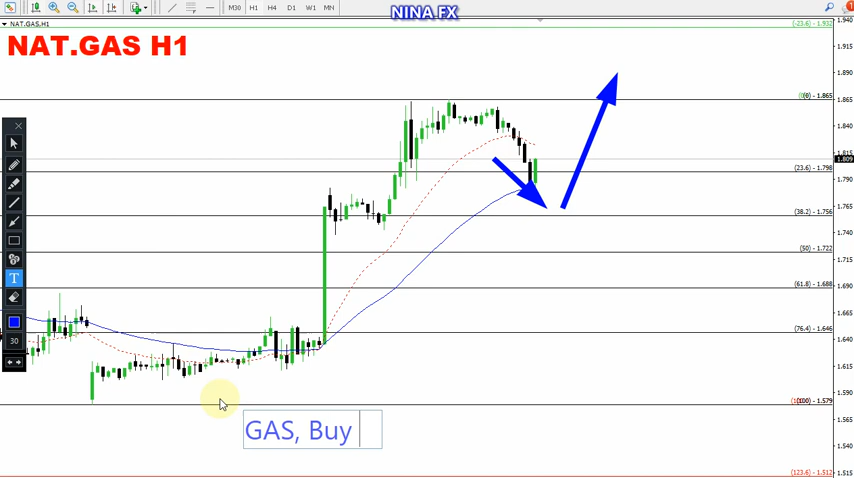 M30 H1 H4 D1 W1 MN
NINA FX
NAT.GAS,H1
NAT.GAS H1
(-23.6) - 1.932
1.940
1.915
1.890
(0) - 1.865
1.865
1.840
1.815
1.809
(23.6) - 1.798
1.790
1.765
(38.2) - 1.756
1.740
(50) - 1.722
1.715
1.690
(61.8) - 1.688
1.665
(76.4) - 1.646
1.640
1.615
1.590
(100) - 1.579
1.565
1.540
1.515
(123.6) - 1.512
T
30
GAS, Buy